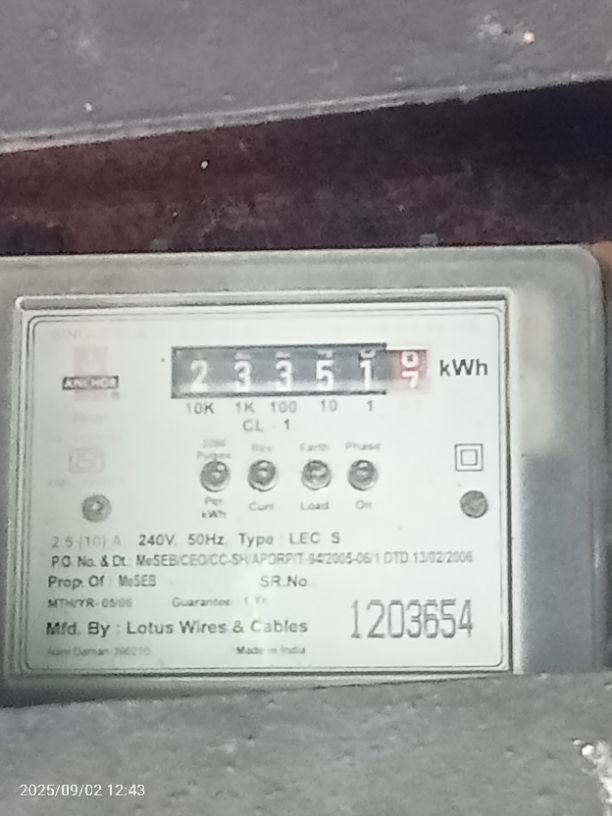 ANCHOR
2 3 3 5 1 kWh
10K 1K 100 10 1
CL - 1
Pulses Rev Earth Phase
Per kWh Curr Load On
2.5 (10) A. 240V, 50Hz, Type : LEC S
P.O. No. & Dt.: MeSEB/CEO/CC-SH/APDRP/T-94/2005-06/1 DTD.13/02/2006
Prop. Of : MeSEB SR.No.
MTH/YR- 05/06 Guarantee: 1 Yr.
Mfd. By : Lotus Wires & Cables 1203654
Daman Made in India
2025/09/02 12:43